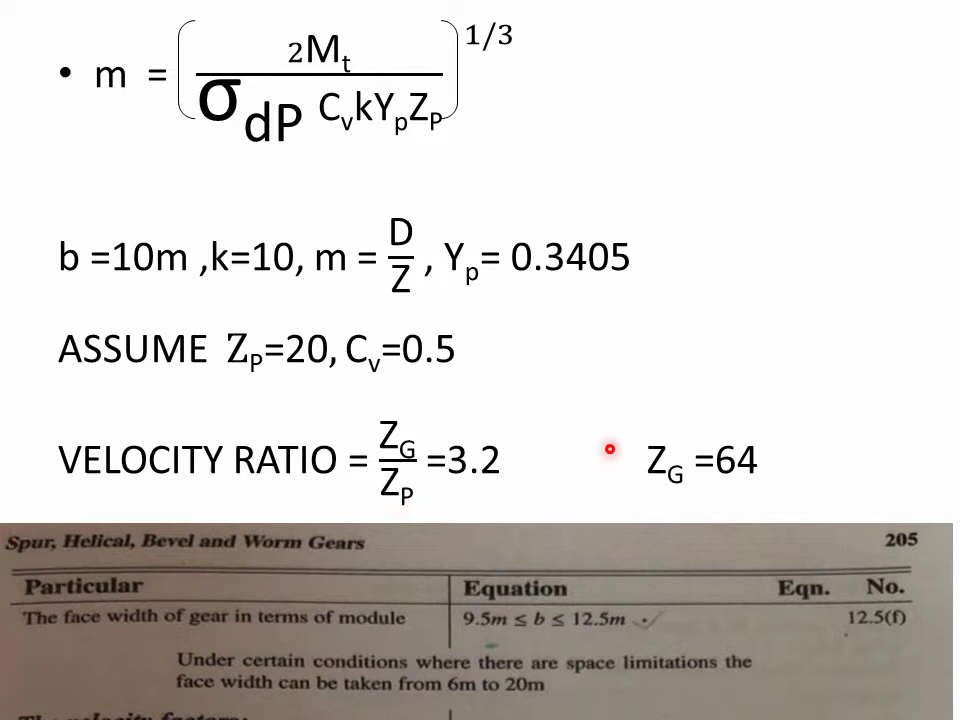 • m = (2Mt / σdP CvkYpZP)^1/3
b =10m ,k=10, m = D/Z , Yp= 0.3405
ASSUME ZP=20, Cv=0.5
VELOCITY RATIO = ZG/ZP =3.2 ZG =64
Spur, Helical, Bevel and Worm Gears 205
Particular Equation Eqn. No.
The face width of gear in terms of module 9.5m ≤ b ≤ 12.5m 12.5(f)
Under certain conditions where there are space limitations the
face width can be taken from 6m to 20m
The velocity factors: